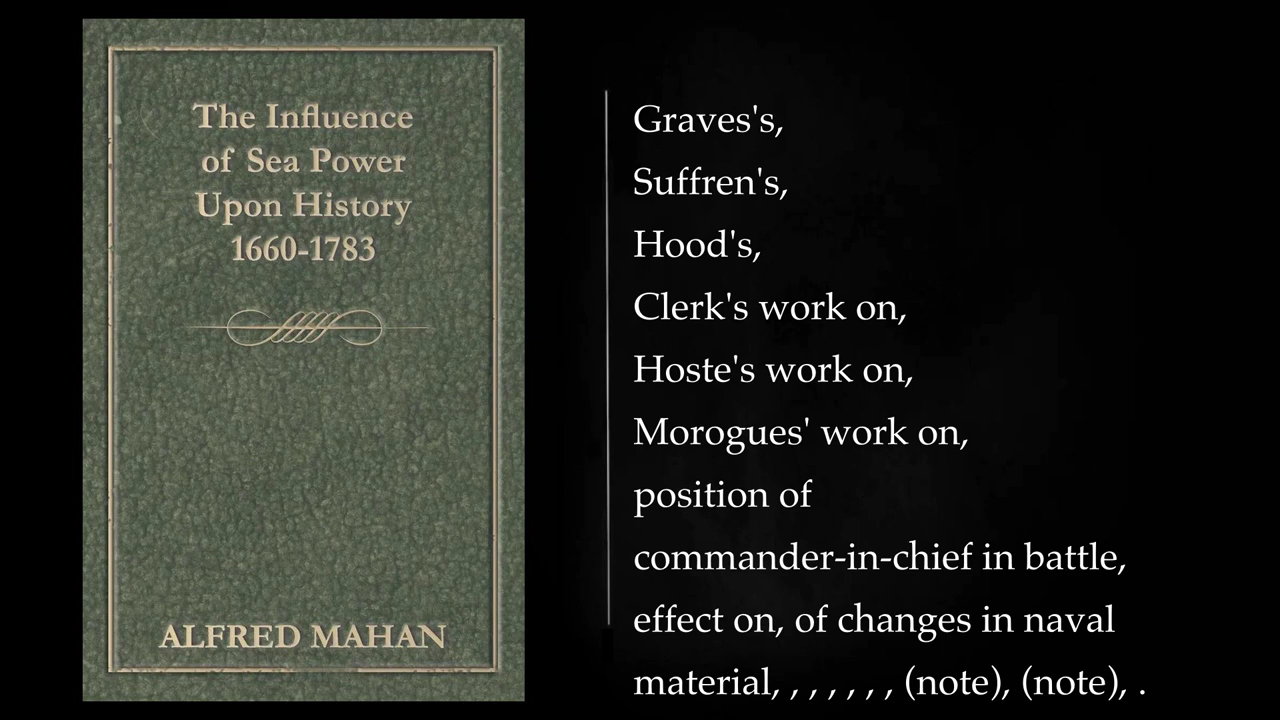 The Influence
of Sea Power
Upon History
1660-1783
ALFRED MAHAN
Graves's,
Suffren's,
Hood's,
Clerk's work on,
Hoste's work on,
Morogues' work on,
position of
commander-in-chief in battle,
effect on, of changes in naval
material, , , , , , , (note), (note), .